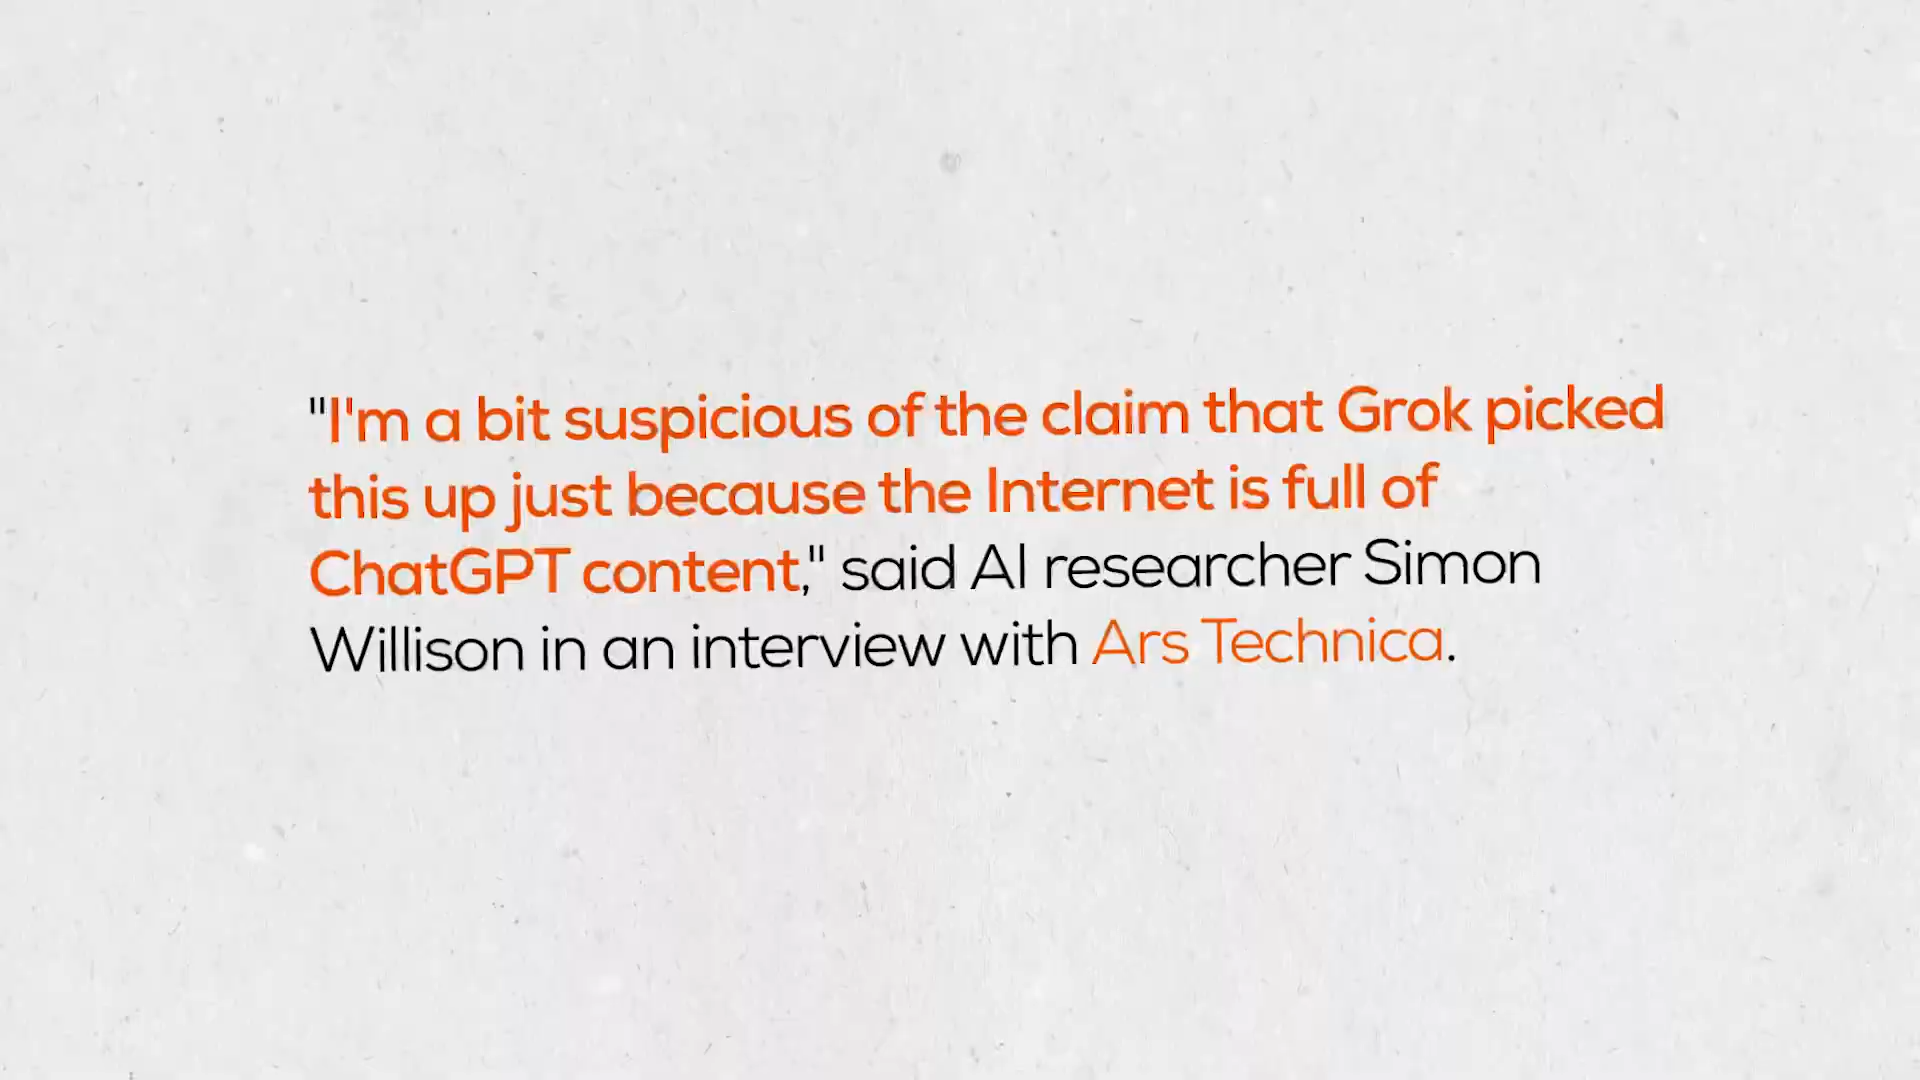 "I'm a bit suspicious of the claim that Grok picked
this up just because the Internet is full of
ChatGPT content," said AI researcher Simon
Willison in an interview with Ars Technica.